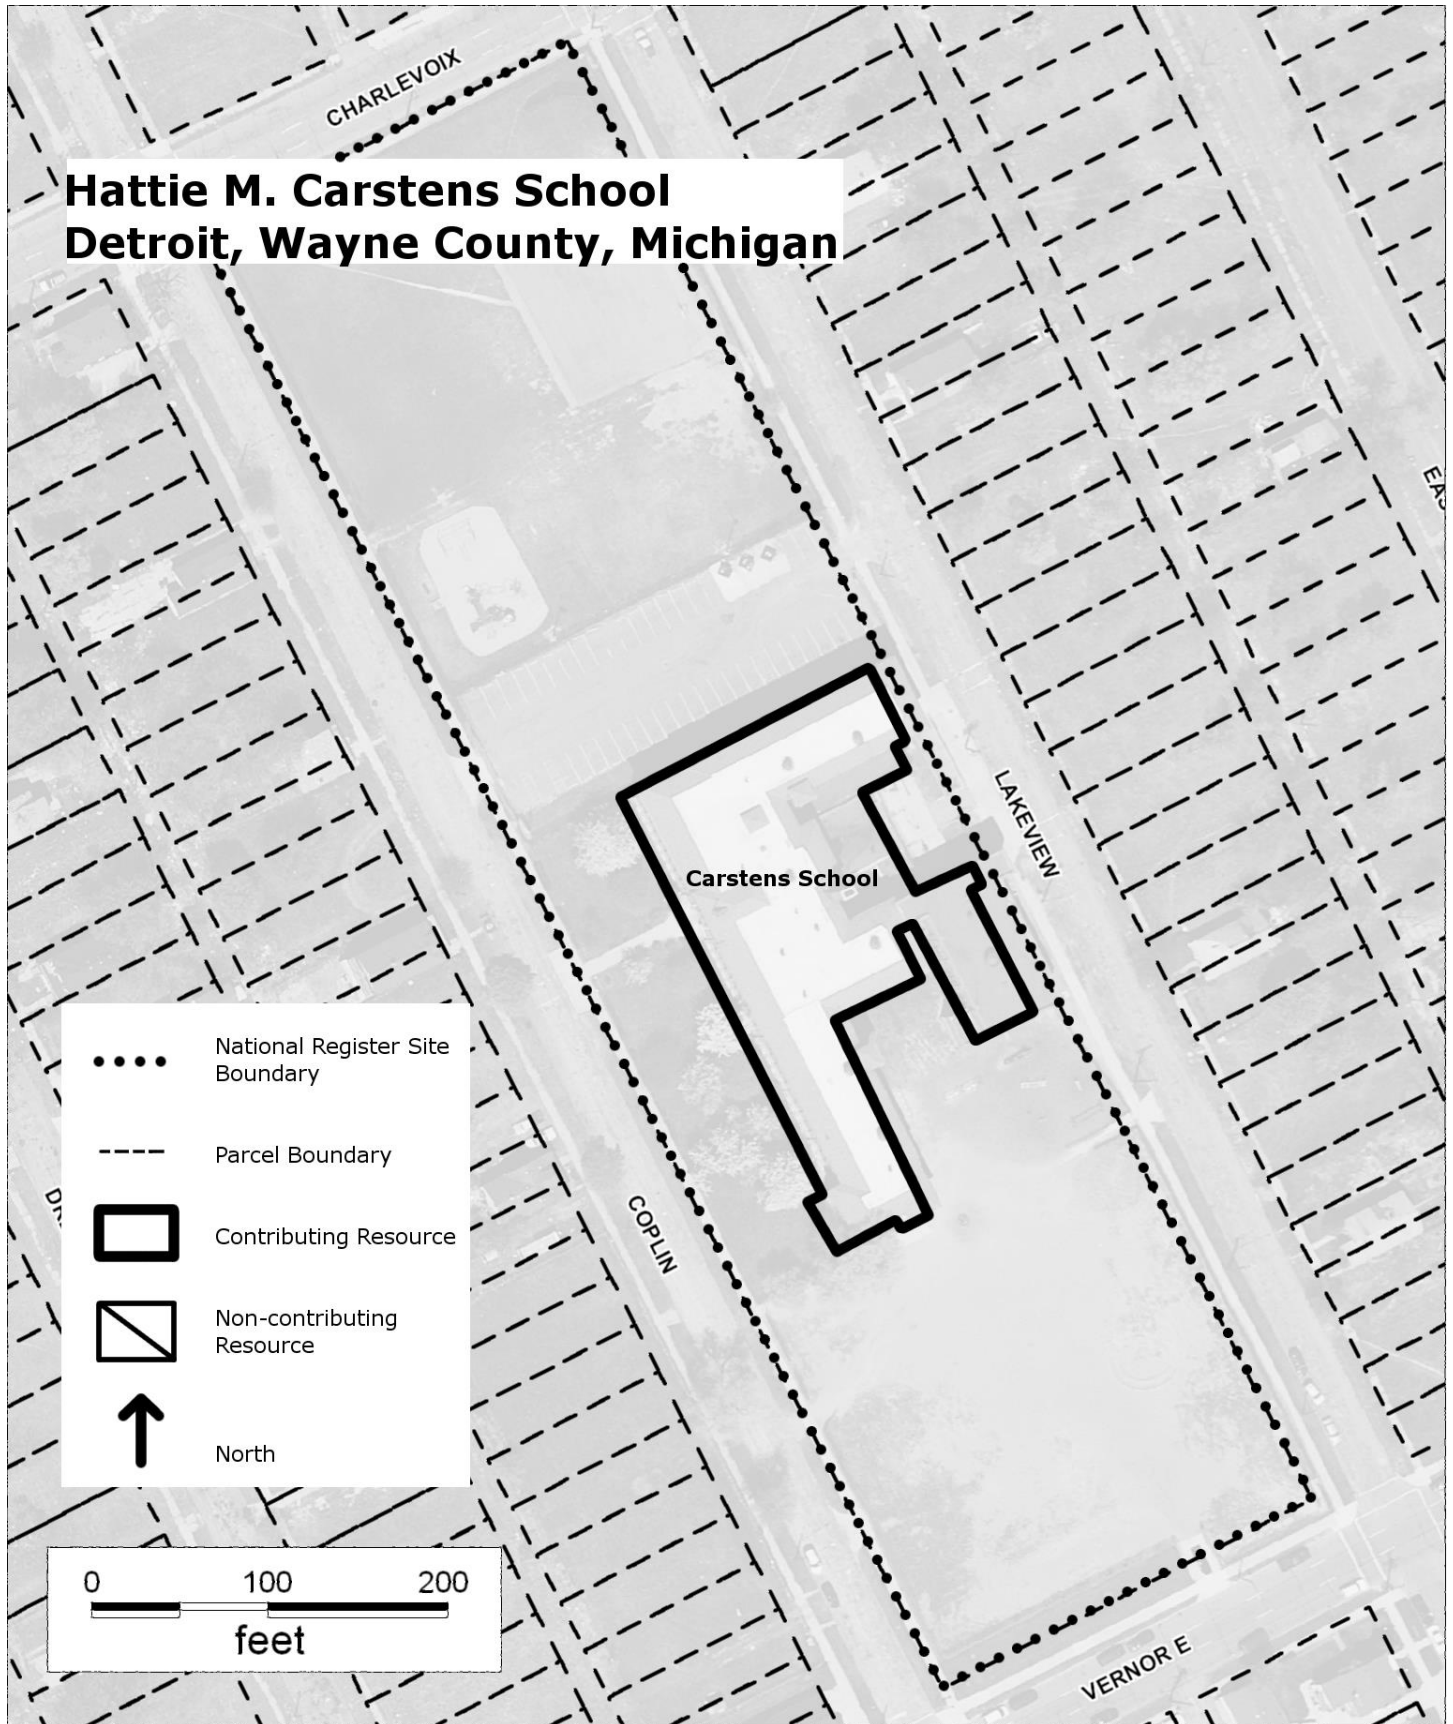 CHARLEVOIX
Hattie M. Carstens School
Detroit, Wayne County, Michigan
LAKEVIEW
Carstens School
National Register Site
Boundary
Parcel Boundary
Contributing Resource
COPLIN
Non-contributing
Resource
North
0 100 200
feet
VERNOR E